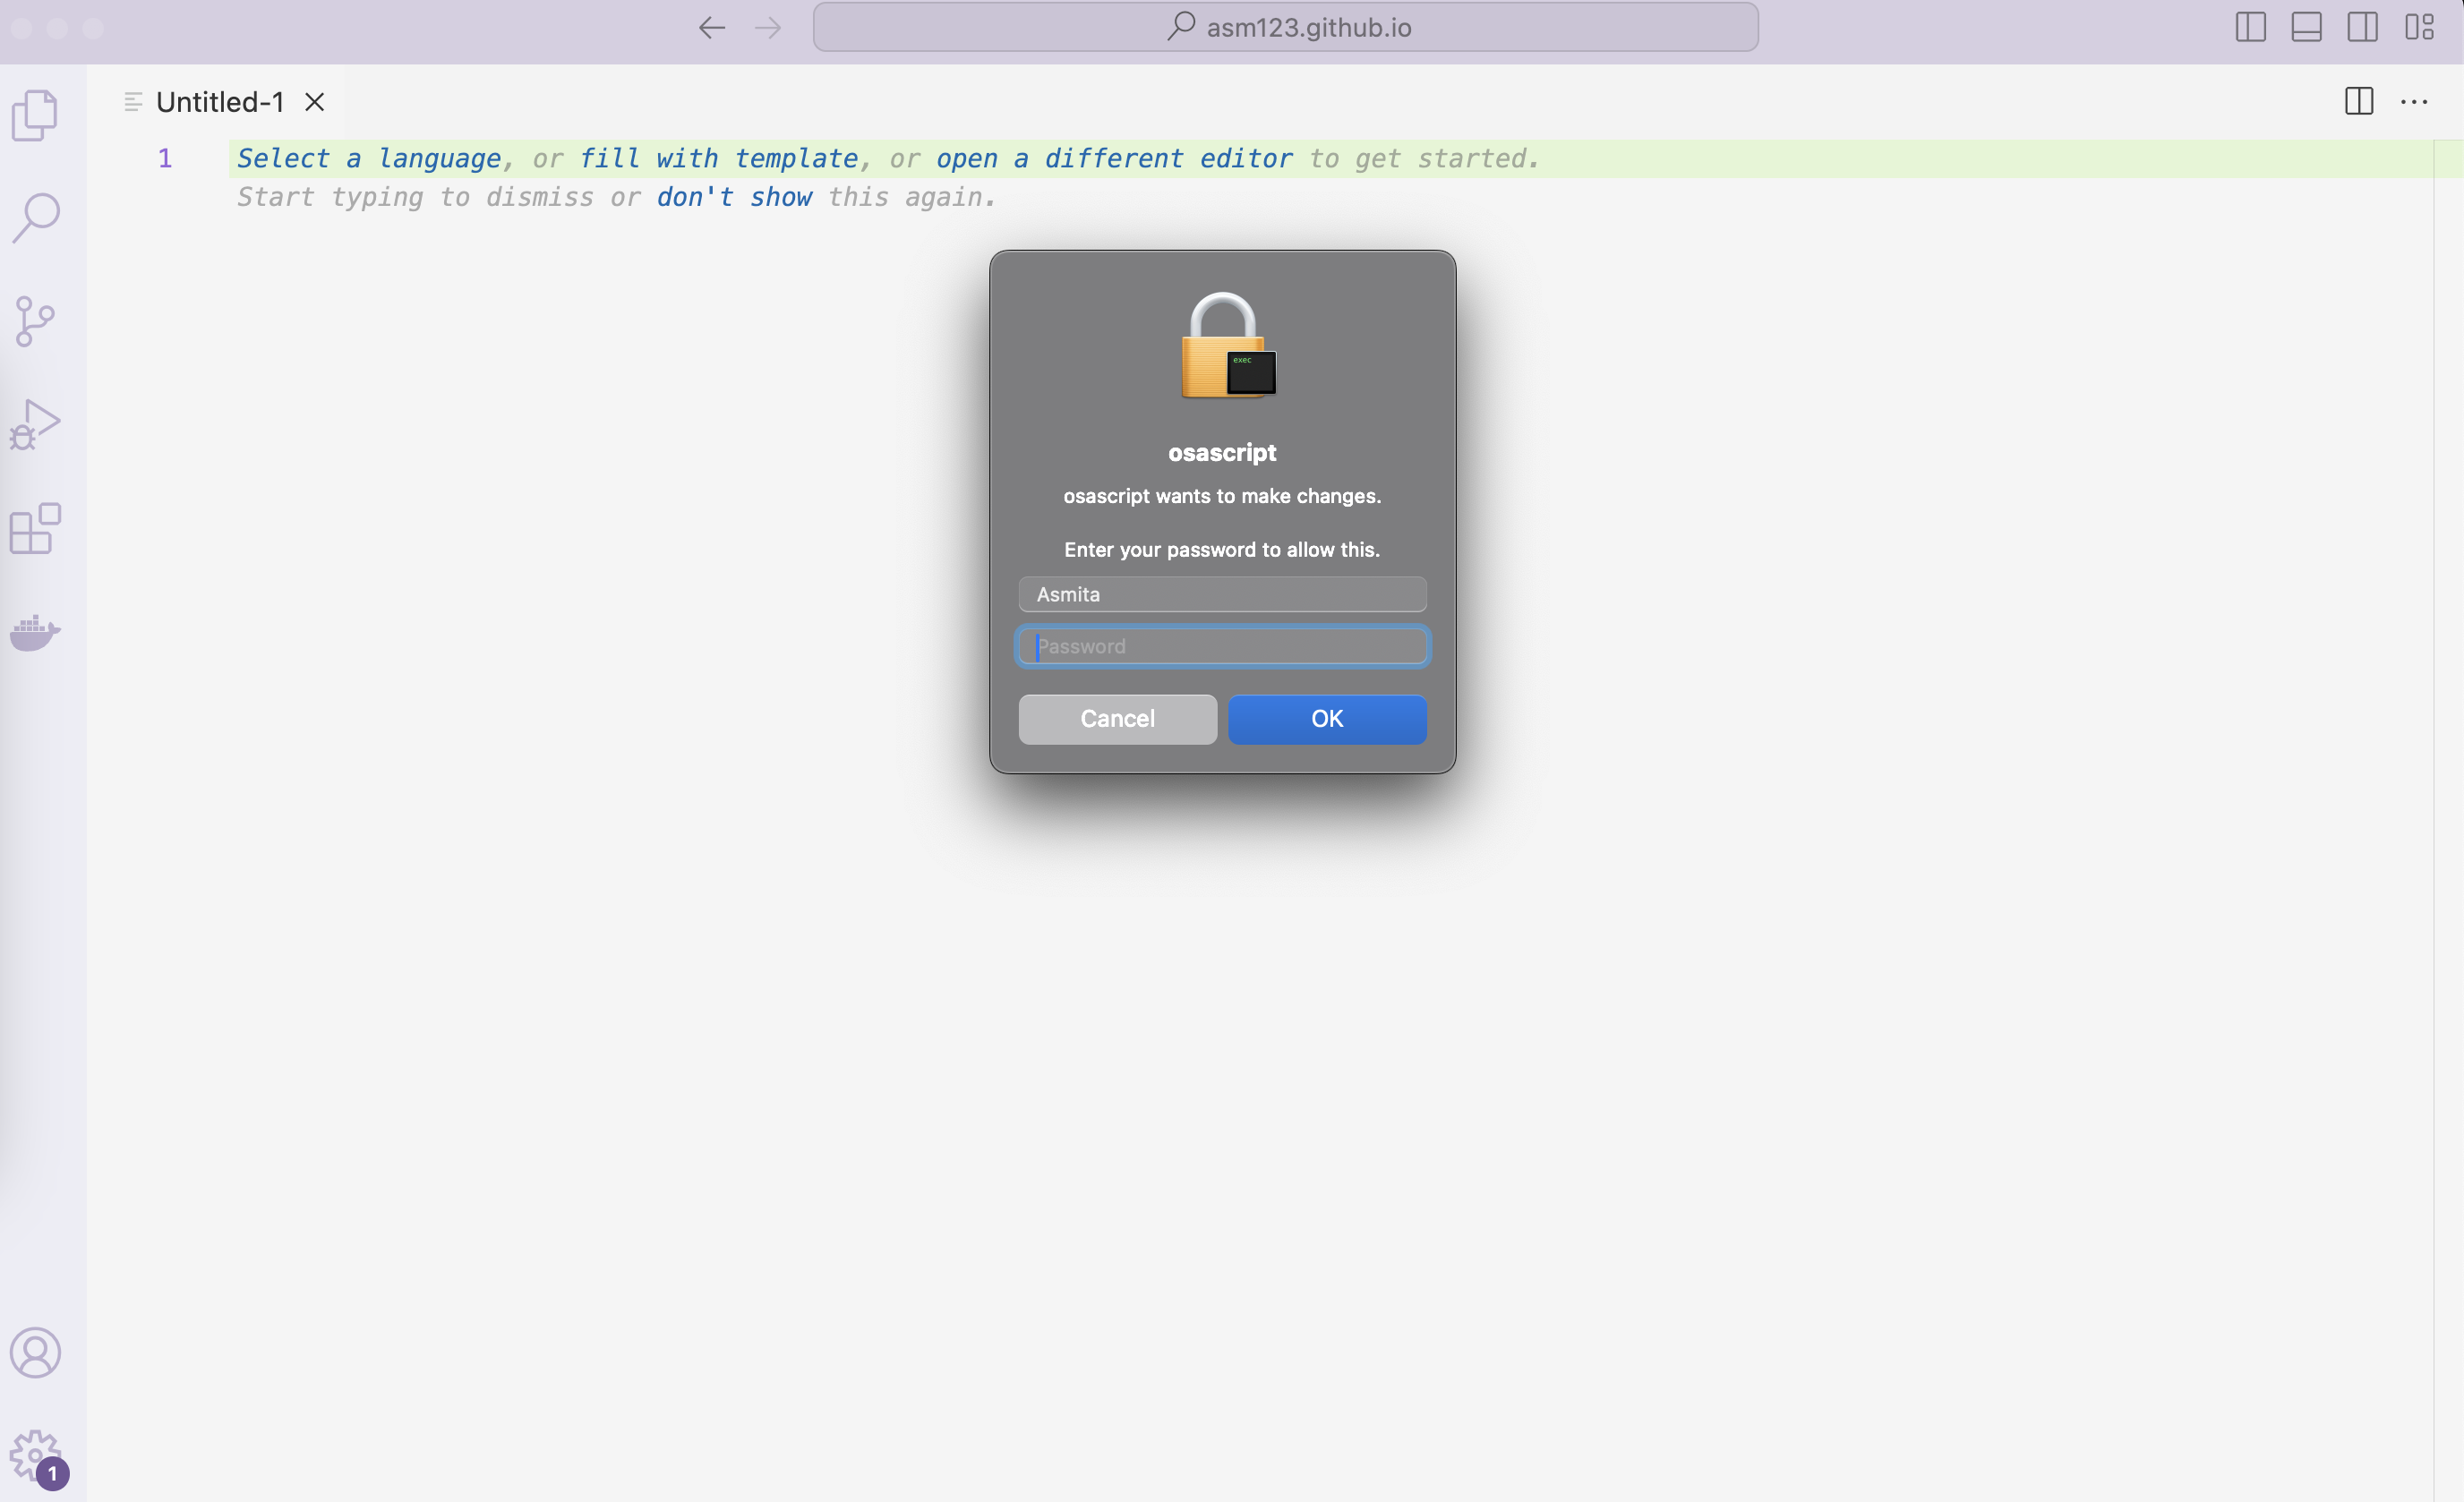 asm123.github.io
Untitled-1
1 Select a language, or fill with template, or open a different editor to get started.
Start typing to dismiss or don't show this again.
exec
osascript
osascript wants to make changes.
Enter your password to allow this.
Asmita
Password
Cancel OK
1